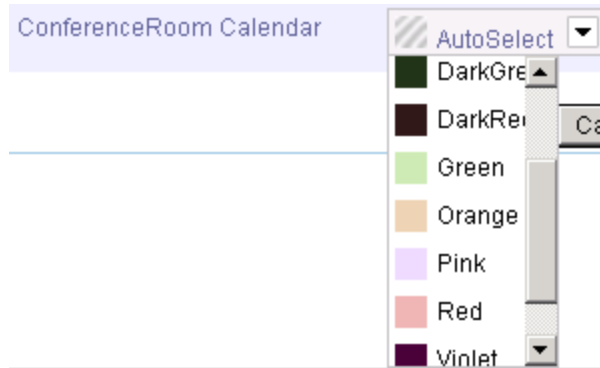 ConferenceRoom Calendar
AutoSelect
DarkGre
DarkRe
Ca
Green
Orange
Pink
Red
Violet